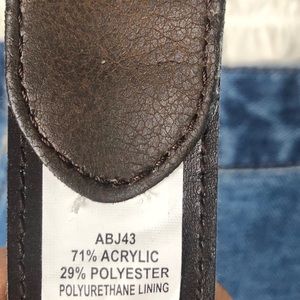 ABJ43
71% ACRYLIC
29% POLYESTER
POLYURETHANE LINING